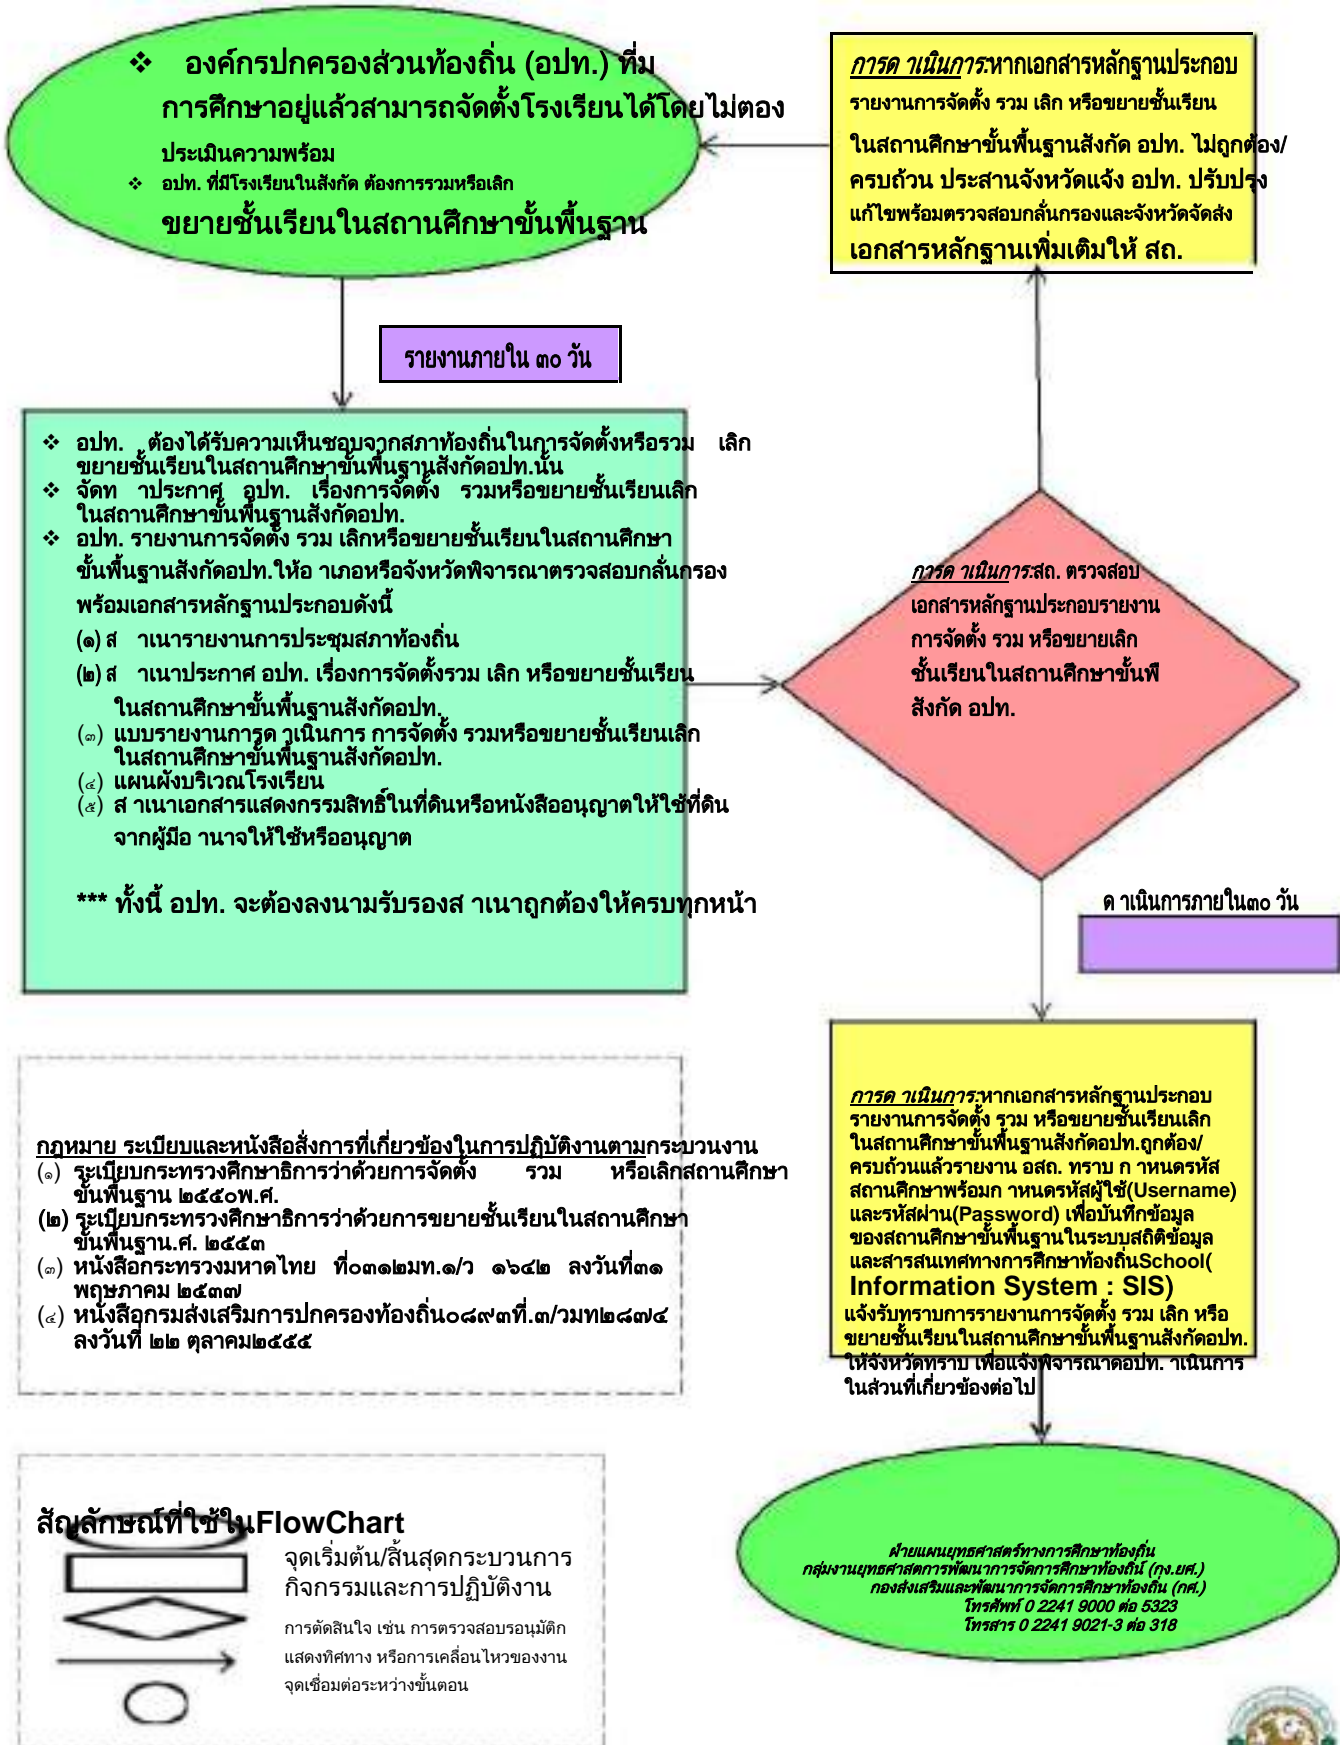 ❖ องค์กรปกครองส่วนท้องถิ่น (อปท.) ที่ม
การศึกษาอยู่แล้วสามารถจัดตั้งโรงเรียนได้โดยไม่ตอง
ประเมินความพร้อม
❖ อปท. ที่มีโรงเรียนในสังกัด ต้องการรวมหรือเลิก
ขยายชั้นเรียนในสถานศึกษาขั้นพื้นฐาน
การด าเนินการ:หากเอกสารหลักฐานประกอบ
รายงานการจัดตั้ง รวม เลิก หรือขยายชั้นเรียน
ในสถานศึกษาขั้นพื้นฐานสังกัด อปท. ไม่ถูกต้อง/
ครบถ้วน ประสานจังหวัดแจ้ง อปท. ปรับปรุง
แก้ไขพร้อมตรวจสอบกลั่นกรองและจังหวัดจัดส่ง
เอกสารหลักฐานเพิ่มเติมให้ สถ.
รายงานภายใน ๓๐ วัน
❖ อปท. ต้องได้รับความเห็นชอบจากสภาท้องถิ่นในการจัดตั้งหรือรวม เลิก
ขยายชั้นเรียนในสถานศึกษาขั้นพื้นฐานสังกัดอปท.นั้น
❖ จัดท าประกาศ อปท. เรื่องการจัดตั้ง รวมหรือขยายชั้นเรียนเลิก
ในสถานศึกษาขั้นพื้นฐานสังกัดอปท.
❖ อปท. รายงานการจัดตั้ง รวม เลิกหรือขยายชั้นเรียนในสถานศึกษา
ขั้นพื้นฐานสังกัดอปท.ให้อ าเภอหรือจังหวัดพิจารณาตรวจสอบกลั่นกรอง
พร้อมเอกสารหลักฐานประกอบดังนี้
(๑) ส าเนารายงานการประชุมสภาท้องถิ่น
(๒) ส าเนาประกาศ อปท. เรื่องการจัดตั้งรวม เลิก หรือขยายชั้นเรียน
ในสถานศึกษาขั้นพื้นฐานสังกัดอปท.
(๓) แบบรายงานการด าเนินการ การจัดตั้ง รวมหรือขยายชั้นเรียนเลิก
ในสถานศึกษาขั้นพื้นฐานสังกัดอปท.
(๔) แผนผังบริเวณโรงเรียน
(๕) ส าเนาเอกสารแสดงกรรมสิทธิ์ในที่ดินหรือหนังสืออนุญาตให้ใช้ที่ดิน
จากผู้มีอ านาจให้ใช้หรืออนุญาต
*** ทั้งนี้ อปท. จะต้องลงนามรับรองส าเนาถูกต้องให้ครบทุกหน้า
การด าเนินการ:สถ. ตรวจสอบ
เอกสารหลักฐานประกอบรายงาน
การจัดตั้ง รวม หรือขยายเลิก
ชั้นเรียนในสถานศึกษาขั้นพื
สังกัด อปท.
ด าเนินการภายใน๓๐ วัน
กฎหมาย ระเบียบและหนังสือสั่งการที่เกี่ยวข้องในการปฏิบัติงานตามกระบวนงาน
(๑) ระเบียบกระทรวงศึกษาธิการว่าด้วยการจัดตั้ง รวม หรือเลิกสถานศึกษา
ขั้นพื้นฐาน ๒๕๕๐พ.ศ.
(๒) ระเบียบกระทรวงศึกษาธิการว่าด้วยการขยายชั้นเรียนในสถานศึกษา
ขั้นพื้นฐาน.ศ. ๒๕๕๓
(๓) หนังสือกระทรวงมหาดไทย ที่๐๓๑๒มท.๑/ว ๑๖๔๒ ลงวันที่๓๑
พฤษภาคม ๒๕๓๗
(๔) หนังสือกรมส่งเสริมการปกครองท้องถิ่น๐๘๙๓ที่.๓/วมท๒๘๗๔
ลงวันที่ ๒๒ ตุลาคม๒๕๕๕
การด าเนินการ:หากเอกสารหลักฐานประกอบ
รายงานการจัดตั้ง รวม หรือขยายชั้นเรียนเลิก
ในสถานศึกษาขั้นพื้นฐานสังกัดอปท.ถูกต้อง/
ครบถ้วนแล้วรายงาน อสถ. ทราบ ก าหนดรหัส
สถานศึกษาพร้อมก าหนดรหัสผู้ใช้(Username)
และรหัสผ่าน(Password) เพื่อบันทึกข้อมูล
ของสถานศึกษาขั้นพื้นฐานในระบบสถิติข้อมูล
และสารสนเทศทางการศึกษาท้องถิ่นSchool(
Information System : SIS)
แจ้งรับทราบการรายงานการจัดตั้ง รวม เลิก หรือ
ขยายชั้นเรียนในสถานศึกษาขั้นพื้นฐานสังกัดอปท.
ให้จังหวัดทราบ เพื่อแจ้งพิจารณาดอปท. าเนินการ
ในส่วนที่เกี่ยวข้องต่อไป
สัญลักษณ์ที่ใช้ในFlowChart
จุดเริ่มต้น/สิ้นสุดกระบวนการ
กิจกรรมและการปฏิบัติงาน
การตัดสินใจ เช่น การตรวจสอบรอนุมัติก
แสดงทิศทาง หรือการเคลื่อนไหวของงาน
จุดเชื่อมต่อระหว่างขั้นตอน
ฝ่ายแผนยุทธศาสตร์ทางการศึกษาท้องถิ่น
กลุ่มงานยุทธศาสตการพัฒนาการจัดการศึกษาท้องถิ่น์ (กง.ยศ.)
กองส่งเสริมและพัฒนาการจัดการศึกษาท้องถิ่น (กศ.)
โทรศัพท์ 0 2241 9000 ต่อ 5323
โทรสาร 0 2241 9021-3 ต่อ 318